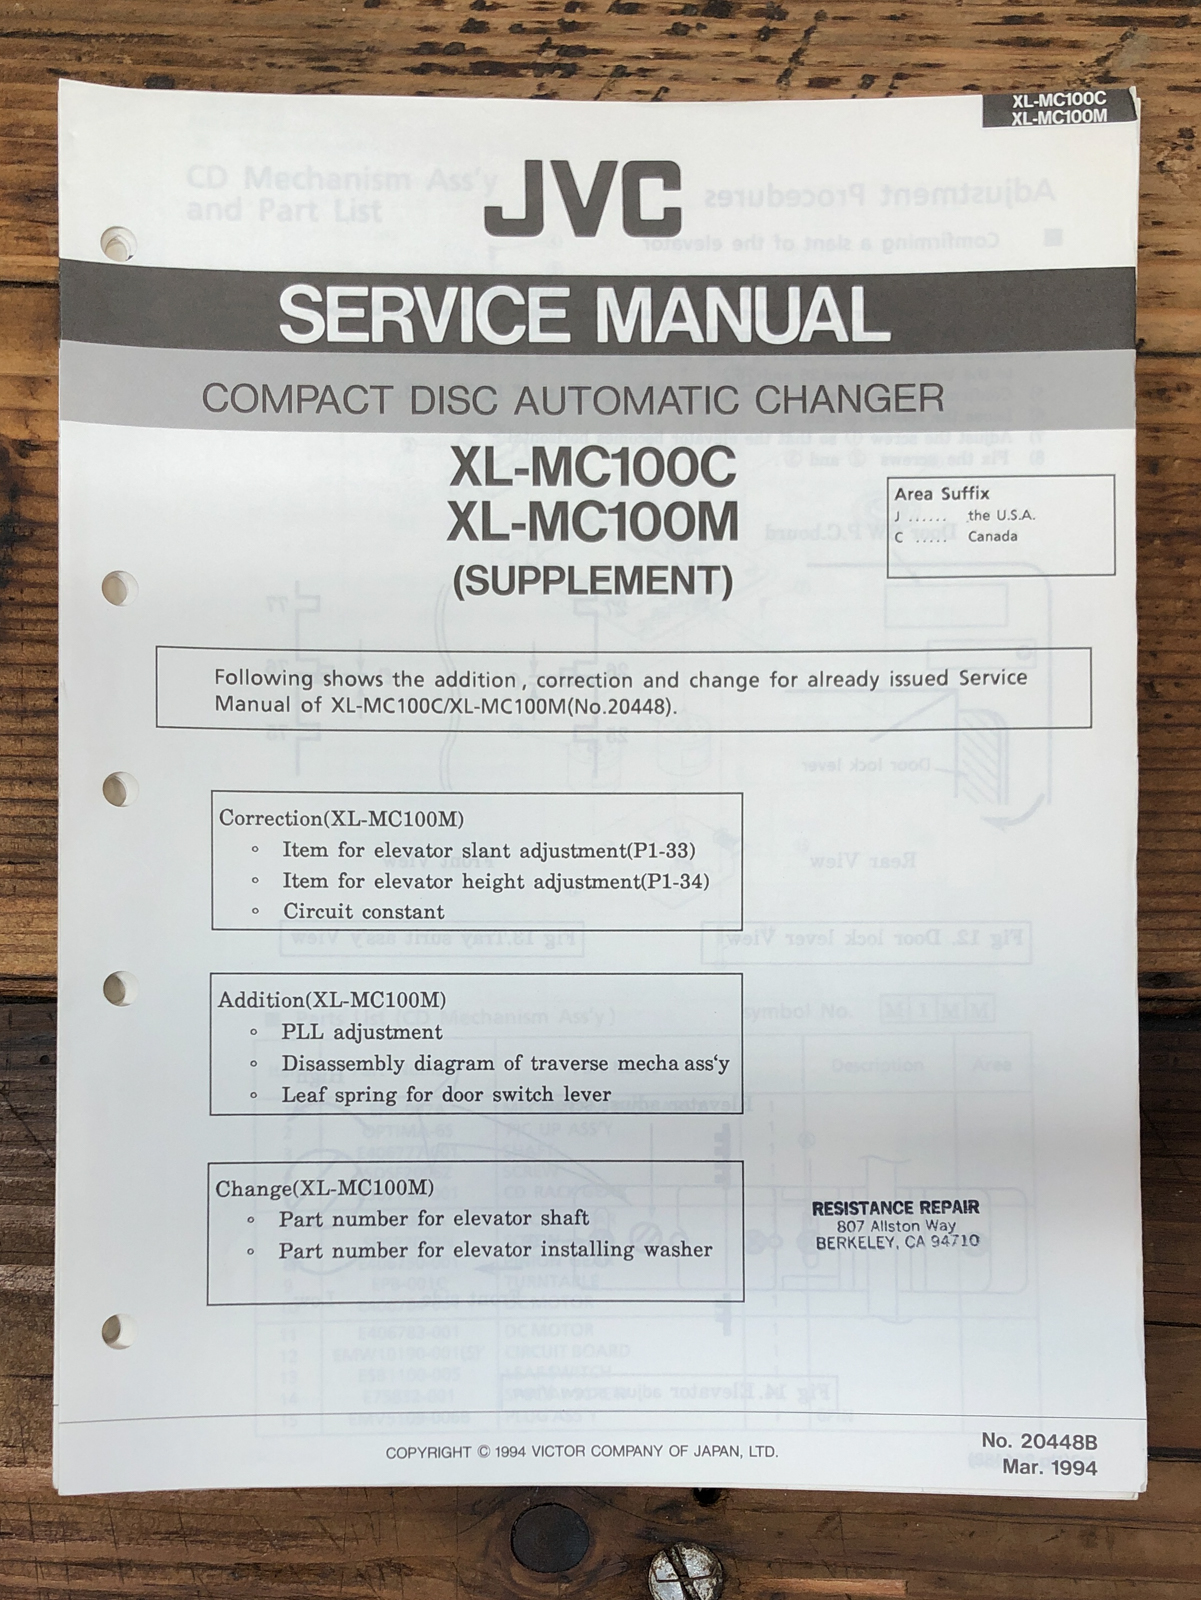 XL-MC100C
XL-MC100M
JVC
SERVICE MANUAL
COMPACT DISC AUTOMATIC CHANGER
XL-MC100C
XL-MC100M
(SUPPLEMENT)
Area Suffix
J ...... the U.S.A.
C ..... Canada
Following shows the addition, correction and change for already issued Service
Manual of XL-MC100C/XL-MC100M(No.20448).
Correction(XL-MC100M)
° Item for elevator slant adjustment(P1-33)
° Item for elevator height adjustment(P1-34)
° Circuit constant
Addition(XL-MC100M)
° PLL adjustment
° Disassembly diagram of traverse mecha ass‘y
° Leaf spring for door switch lever
Change(XL-MC100M)
° Part number for elevator shaft
° Part number for elevator installing washer
RESISTANCE REPAIR
807 Allston Way
BERKELEY, CA 94710
COPYRIGHT © 1994 VICTOR COMPANY OF JAPAN, LTD.
No. 20448B
Mar. 1994